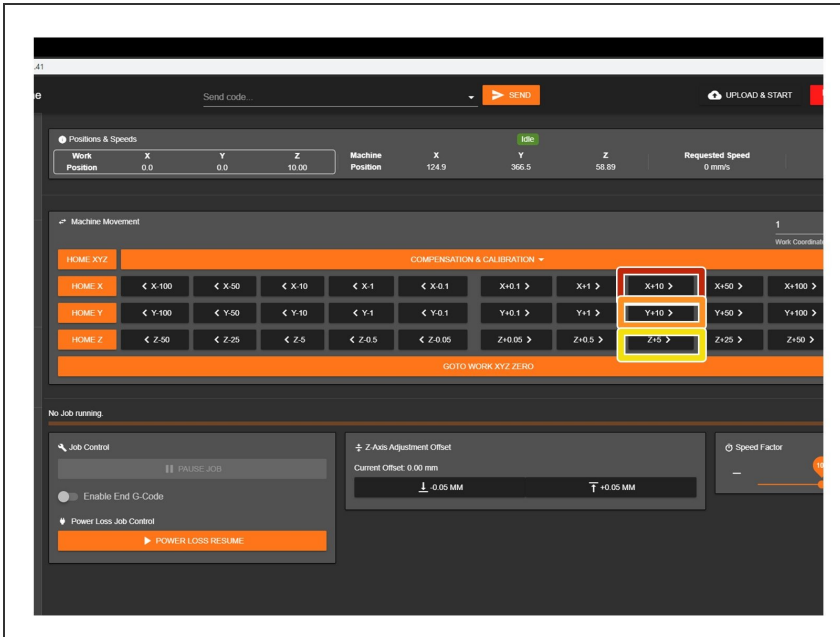 .41
e
Send code...
SEND
UPLOAD & START
Positions & Speeds
Idle
Work Position
X
0.0
Y
0.0
Z
10.00
Machine Position
X
124.9
Y
366.5
Z
58.89
Requested Speed
0 mm/s
Machine Movement
1
Work Coordinate
HOME XYZ
COMPENSATION & CALIBRATION
HOME X < X-100 < X-50 < X-10 < X-1 < X-0.1 X+0.1 > X+1 > X+10 > X+50 > X+100 >
HOME Y < Y-100 < Y-50 < Y-10 < Y-1 < Y-0.1 Y+0.1 > Y+1 > Y+10 > Y+50 > Y+100 >
HOME Z < Z-50 < Z-25 < Z-5 < Z-0.5 < Z-0.05 Z+0.05 > Z+0.5 > Z+5 > Z+25 > Z+50 >
GOTO WORK XYZ ZERO
No Job running.
Job Control
PAUSE JOB
Enable End G-Code
Power Loss Job Control
POWER LOSS RESUME
Z-Axis Adjustment Offset
Current Offset: 0.00 mm
-0.05 MM
+0.05 MM
Speed Factor
10